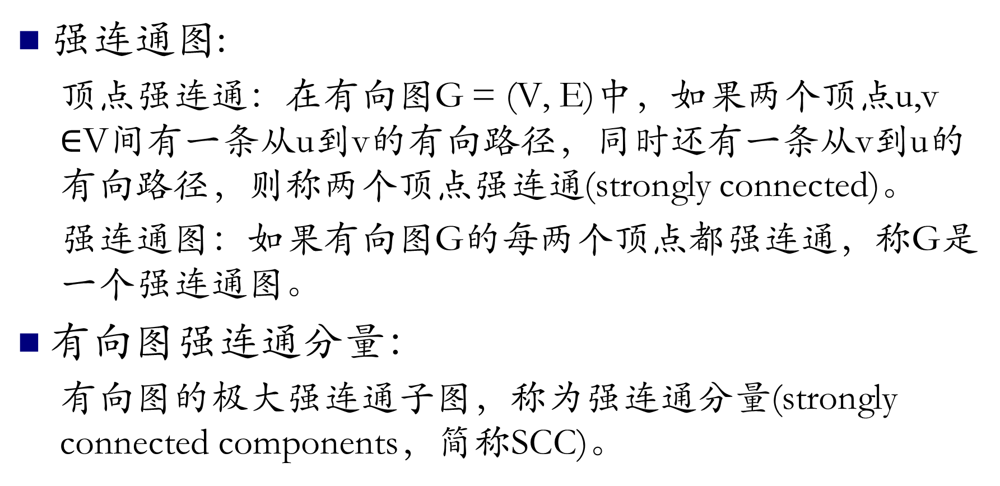 ■ 强连通图:
顶点强连通：在有向图G = (V, E)中，如果两个顶点u,v
∈V间有一条从u到v的有向路径，同时还有一条从v到u的
有向路径，则称两个顶点强连通(strongly connected)。
强连通图：如果有向图G的每两个顶点都强连通，称G是
一个强连通图。
■ 有向图强连通分量:
有向图的极大强连通子图，称为强连通分量(strongly
connected components，简称SCC)。